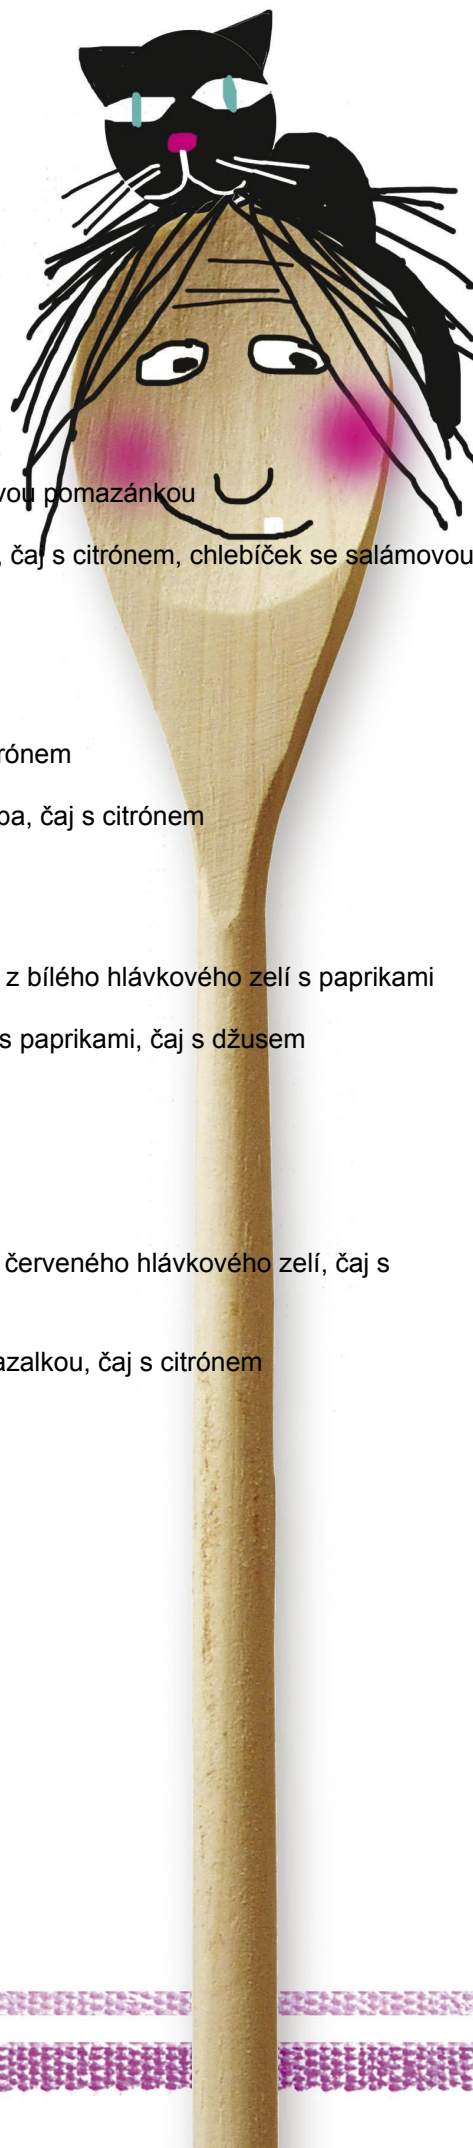 vou pomazánkou
, čaj s citrónem, chlebíček se salámovou
rónem
pa, čaj s citrónem
z bílého hlávkového zelí s paprikami
s paprikami, čaj s džusem
červeného hlávkového zelí, čaj s
azalkou, čaj s citrónem